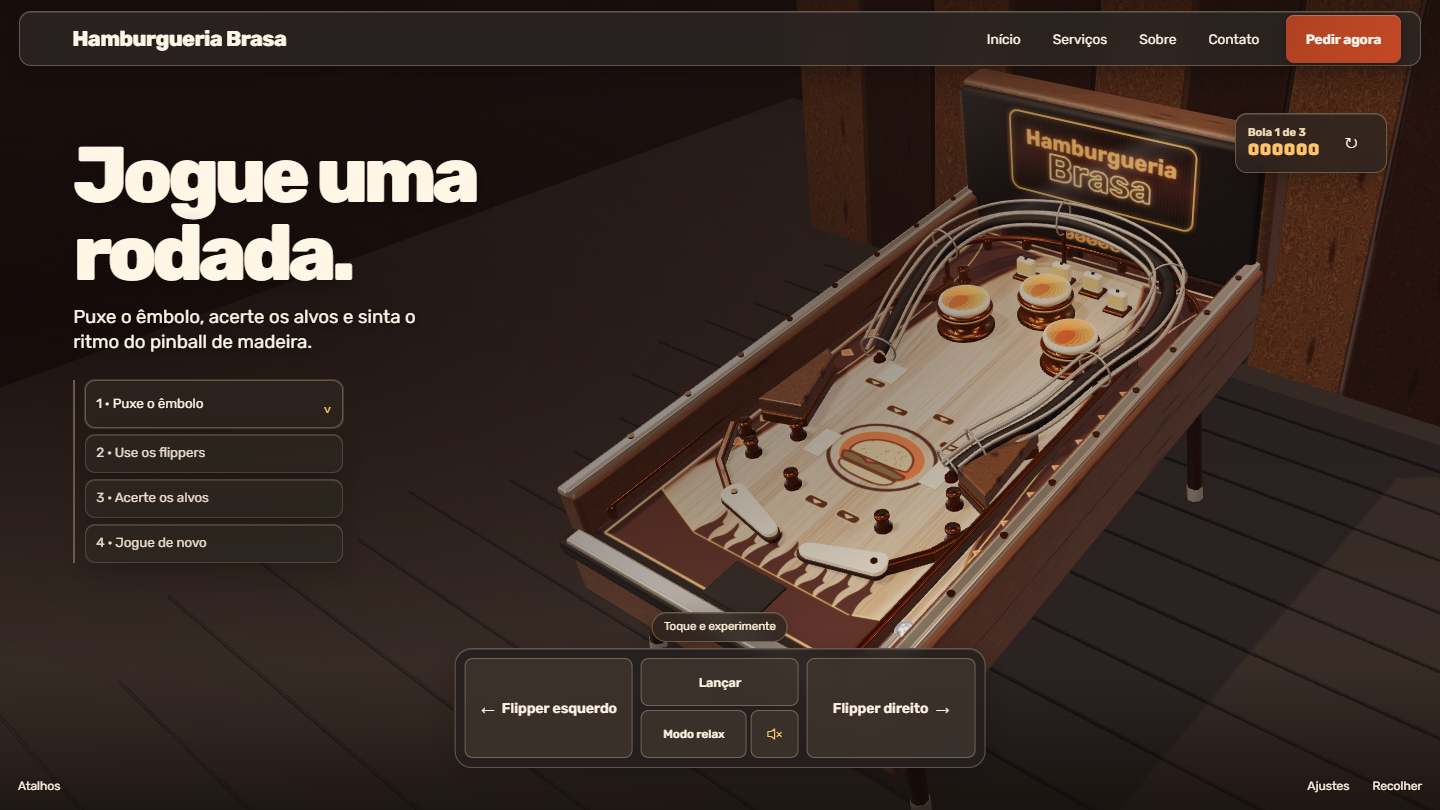 Hamburgueria Brasa
Início
Serviços
Sobre
Contato
Pedir agora
Hamburgueria
Brasa
Bola 1 de 3
000000
Jogue uma
rodada.
Puxe o êmbolo, acerte os alvos e sinta o
ritmo do pinball de madeira.
1 • Puxe o êmbolo
v
2 • Use os flippers
3 • Acerte os alvos
4 • Jogue de novo
Toque e experimente
← Flipper esquerdo
Lançar
Modo relax
Flipper direito →
Atalhos
Ajustes
Recolher